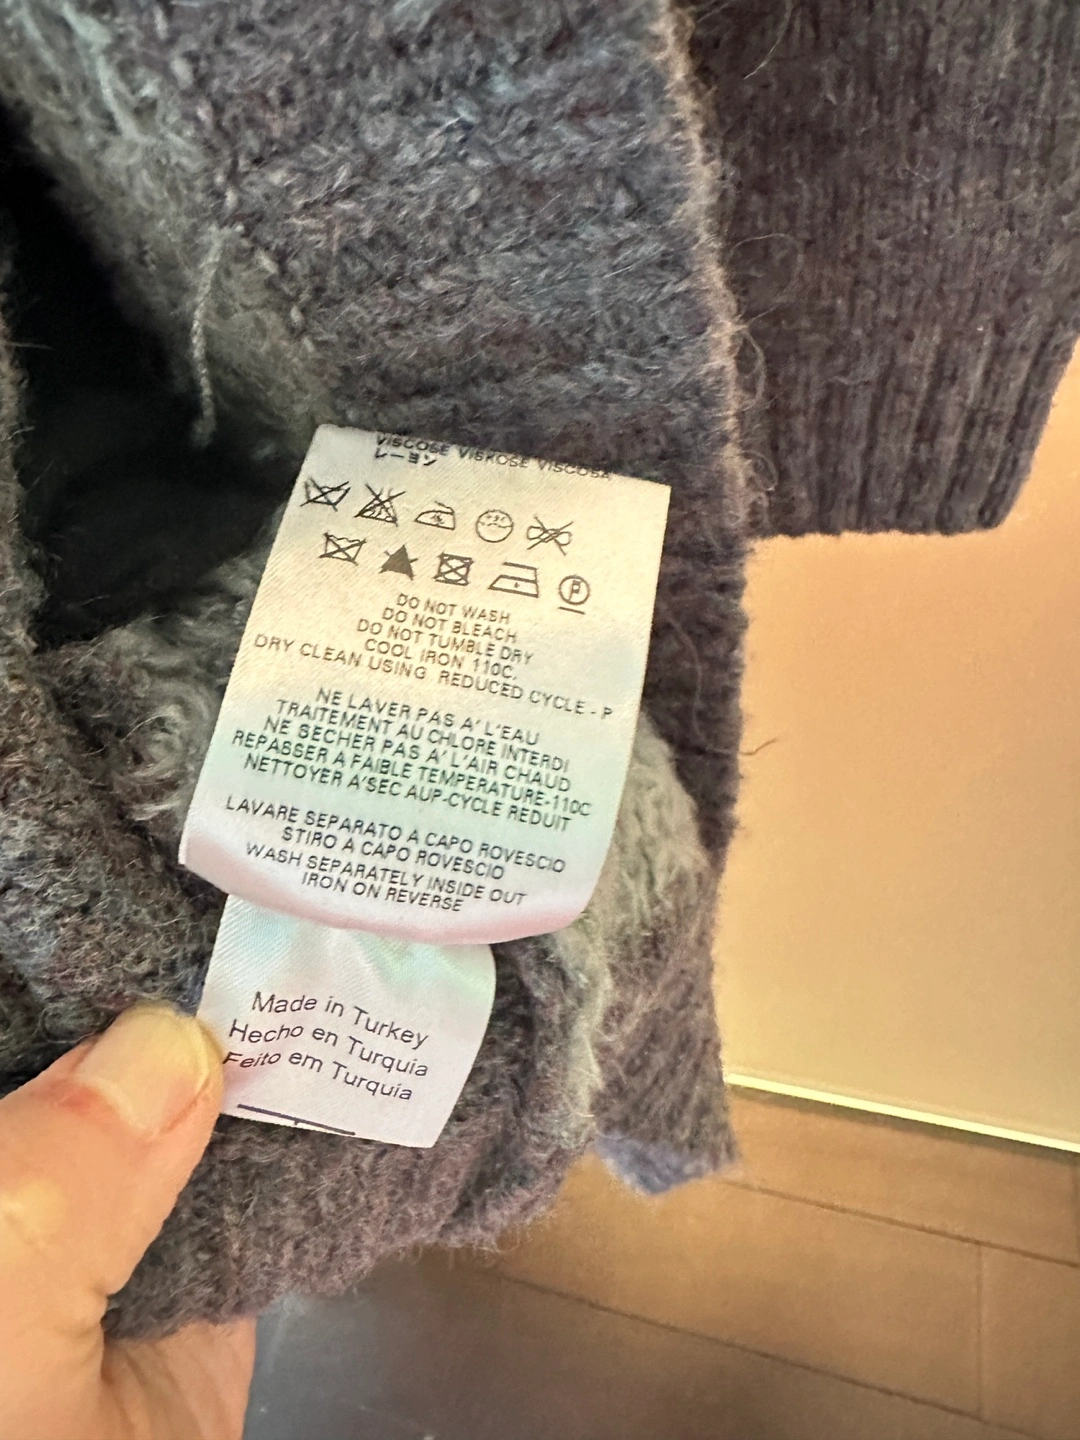 VISCOSE VISKOSE VISCOSA
レーヨン
P
DO NOT WASH
DO NOT BLEACH
DO NOT TUMBLE DRY
COOL IRON 110C.
DRY CLEAN USING REDUCED CYCLE - P
NE LAVER PAS A' L'EAU
TRAITEMENT AU CHLORE INTERDI
NE SECHER PAS A' L'AIR CHAUD
REPASSER A FAIBLE TEMPERATURE-110C
NETTOYER A'SEC AUP-CYCLE REDUIT
LAVARE SEPARATO A CAPO ROVESCIO
STIRO A CAPO ROVESCIO
WASH SEPARATELY INSIDE OUT
IRON ON REVERSE
Made in Turkey
Hecho en Turquia
Feito em Turquia